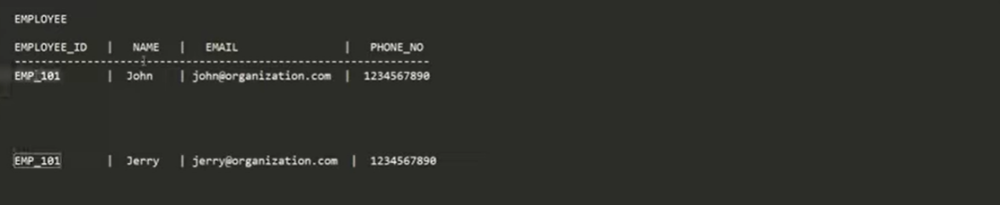 EMPLOYEE
EMPLOYEE_ID | NAME | EMAIL | PHONE_NO
---------------------------------------------------------------
EMP_101 | John | john@organization.com | 1234567890
EMP_101 | Jerry | jerry@organization.com | 1234567890